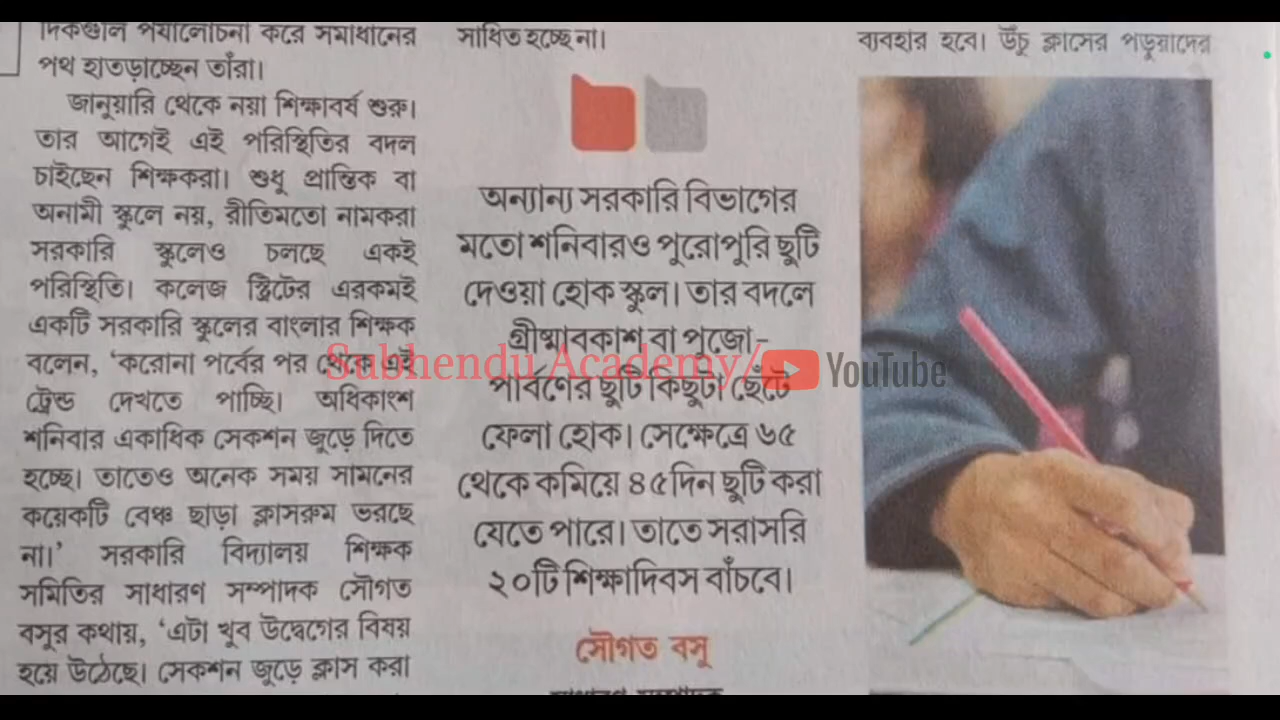 দিকগুলি পর্যালোচনা করে সমাধানের
পথ হাতড়াচ্ছেন তাঁরা।
জানুয়ারি থেকে নয়া শিক্ষাবর্ষ শুরু।
তার আগেই এই পরিস্থিতির বদল
চাইছেন শিক্ষকরা। শুধু প্রান্তিক বা
অনামী স্কুলে নয়, রীতিমতো নামকরা
সরকারি স্কুলেও চলছে একই
পরিস্থিতি। কলেজ স্ট্রিটের এরকমই
একটি সরকারি স্কুলের বাংলার শিক্ষক
বলেন, ‘করোনা পর্বের পর থেকে এই
ট্রেন্ড দেখতে পাচ্ছি। অধিকাংশ
শনিবার একাধিক সেকশন জুড়ে দিতে
হচ্ছে। তাতেও অনেক সময় সামনের
কয়েকটি বেঞ্চ ছাড়া ক্লাসরুম ভরছে
না।’ সরকারি বিদ্যালয় শিক্ষক
সমিতির সাধারণ সম্পাদক সৌগত
বসুর কথায়, ‘এটা খুব উদ্বেগের বিষয়
হয়ে উঠেছে। সেকশন জুড়ে ক্লাস করা
সাধিত হচ্ছে না।
অন্যান্য সরকারি বিভাগের
মতো শনিবারও পুরোপুরি ছুটি
দেওয়া হোক স্কুল। তার বদলে
গ্রীষ্মাবকাশ বা পুজো-
পার্বণের ছুটি কিছুটা ছেঁটে
ফেলা হোক। সেক্ষেত্রে ৬৫
থেকে কমিয়ে ৪৫দিন ছুটি করা
যেতে পারে। তাতে সরাসরি
২০টি শিক্ষাদিবস বাঁচবে।
সৌগত বসু
সাধারণ সম্পাদক
ব্যবহার হবে। উঁচু ক্লাসের পড়ুয়াদের
Subhendu Academy/ YouTube